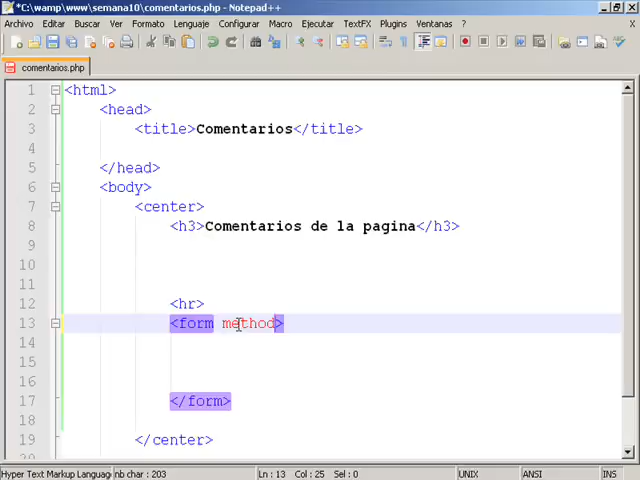 *C:\wamp\www\semana10\comentarios.php - Notepad++
Archivo Editar Buscar Ver Formato Lenguaje Configurar Macro Ejecutar TextFX Plugins Ventanas ? X
comentarios.php
1 <html>
2 <head>
3 <title>Comentarios</title>
4
5 </head>
6 <body>
7 <center>
8 <h3>Comentarios de la pagina</h3>
9
10
11
12 <hr>
13 <form method>
14
15
16
17 </form>
18
19 </center>
20
Hyper Text Markup Languag nb char : 203 Ln : 13 Col : 25 Sel : 0 UNIX ANSI INS